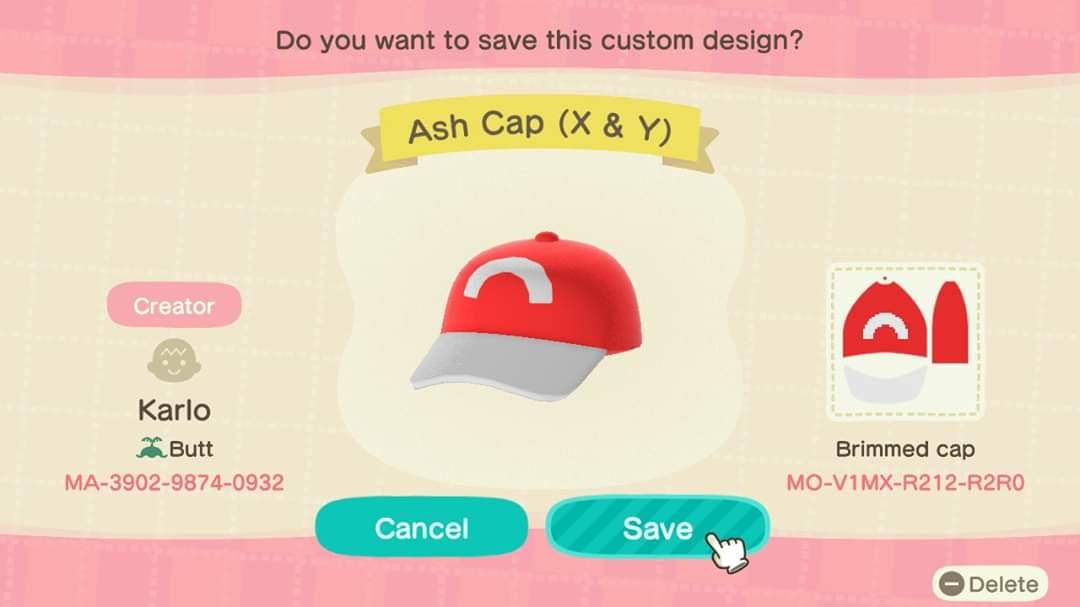 Do you want to save this custom design?
Ash Cap (X & Y)
Creator
Karlo
Butt
MA-3902-9874-0932
Brimmed cap
MO-V1MX-R212-R2R0
Cancel
Save
Delete